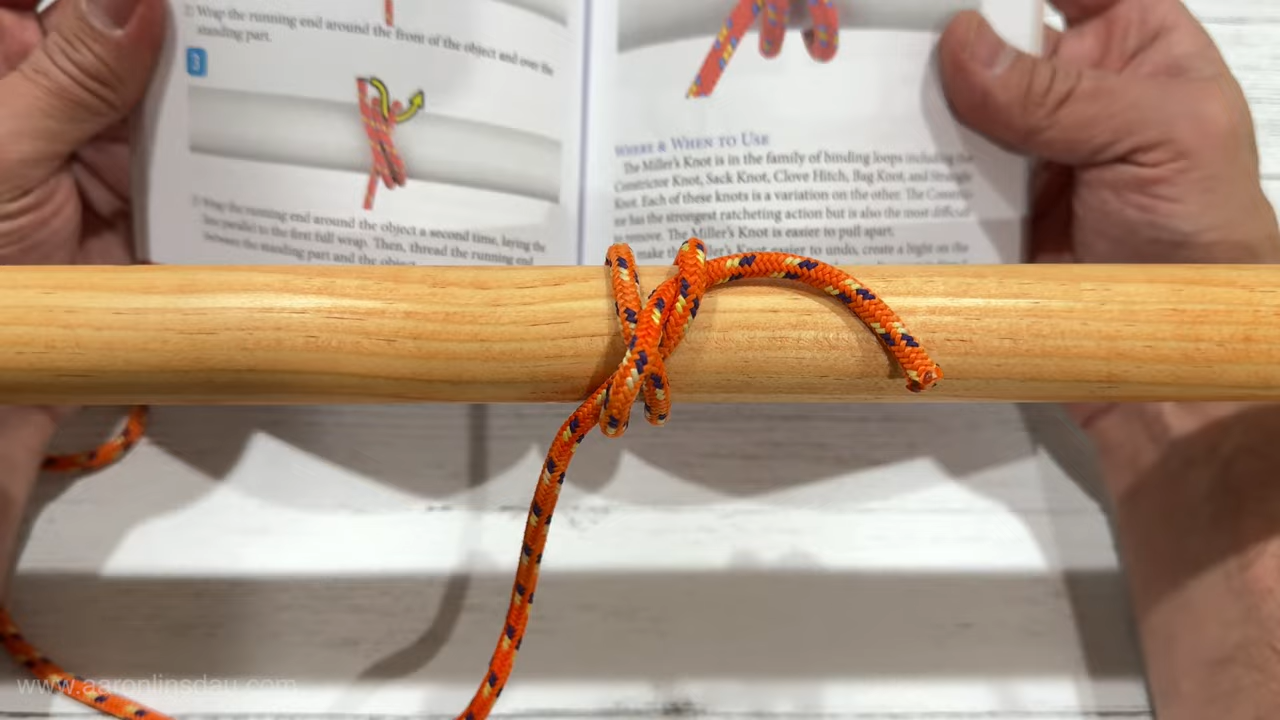 2) Wrap the running end around the front of the object and over the
standing part.
3
3) Wrap the running end around the object a second time, laying the
line parallel to the first full wrap. Then, thread the running end
between the standing part and the object
WHERE & WHEN TO USE
The Miller's Knot is in the family of binding loops including the
Constrictor Knot, Sack Knot, Clove Hitch, Bag Knot, and Strangle
Knot. Each of these knots is a variation on the other. The Constric-
tor has the strongest ratcheting action but is also the most difficult
to remove. The Miller's Knot is easier to pull apart.
make the Miller's Knot easier to undo, create a bight on the
www.aaronlinsdau.com